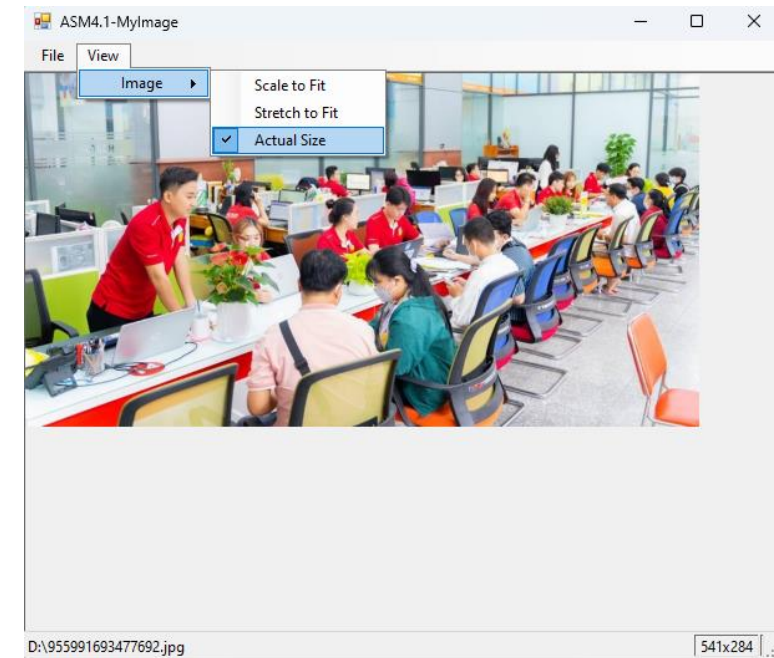 ASM4.1-MyImage
File View
Image
Scale to Fit
Stretch to Fit
Actual Size
D:\955991693477692.jpg 541x284